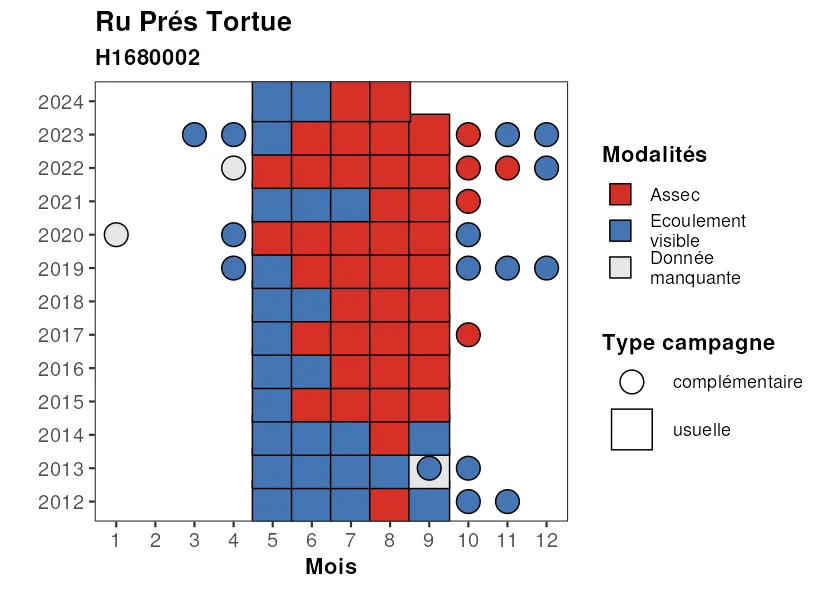 Ru Prés Tortue
H1680002
2024
2023
2022
2021
2020
2019
2018
2017
2016
2015
2014
2013
2012
1 2 3 4 5 6 7 8 9 10 11 12
Mois
Modalités
Assec
Ecoulement
visible
Donnée
manquante
Type campagne
complémentaire
usuelle